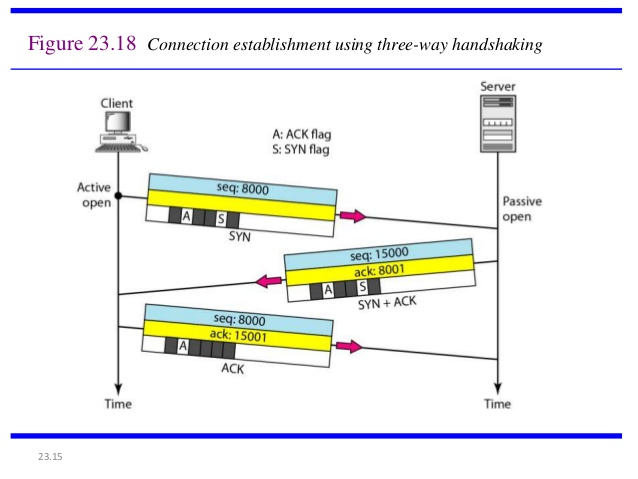 Figure 23.18 Connection establishment using three-way handshaking
Client
Server
A: ACK flag
S: SYN flag
Active
open
seq: 8000
A S
SYN
Passive
open
seq: 15000
ack: 8001
A S
SYN + ACK
seq: 8000
ack: 15001
A
ACK
Time
Time
23.15